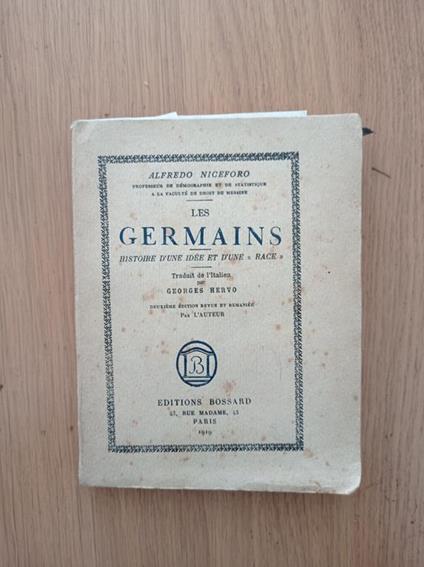 ALFREDO NICEFORO
PROFESSEUR DE DÉMOGRAPHIE ET DE STATISTIQUE
A LA FACULTÉ DE DROIT DE MESSINE
LES
GERMAINS
HISTOIRE D'UNE IDÉE ET D'UNE « RACE »
Traduit de l'Italien
par
GEORGES HERVO
DEUXIÈME ÉDITION REVUE ET REMANIÉE
Par L'AUTEUR
B
EDITIONS BOSSARD
43, RUE MADAME, 43
PARIS
1919